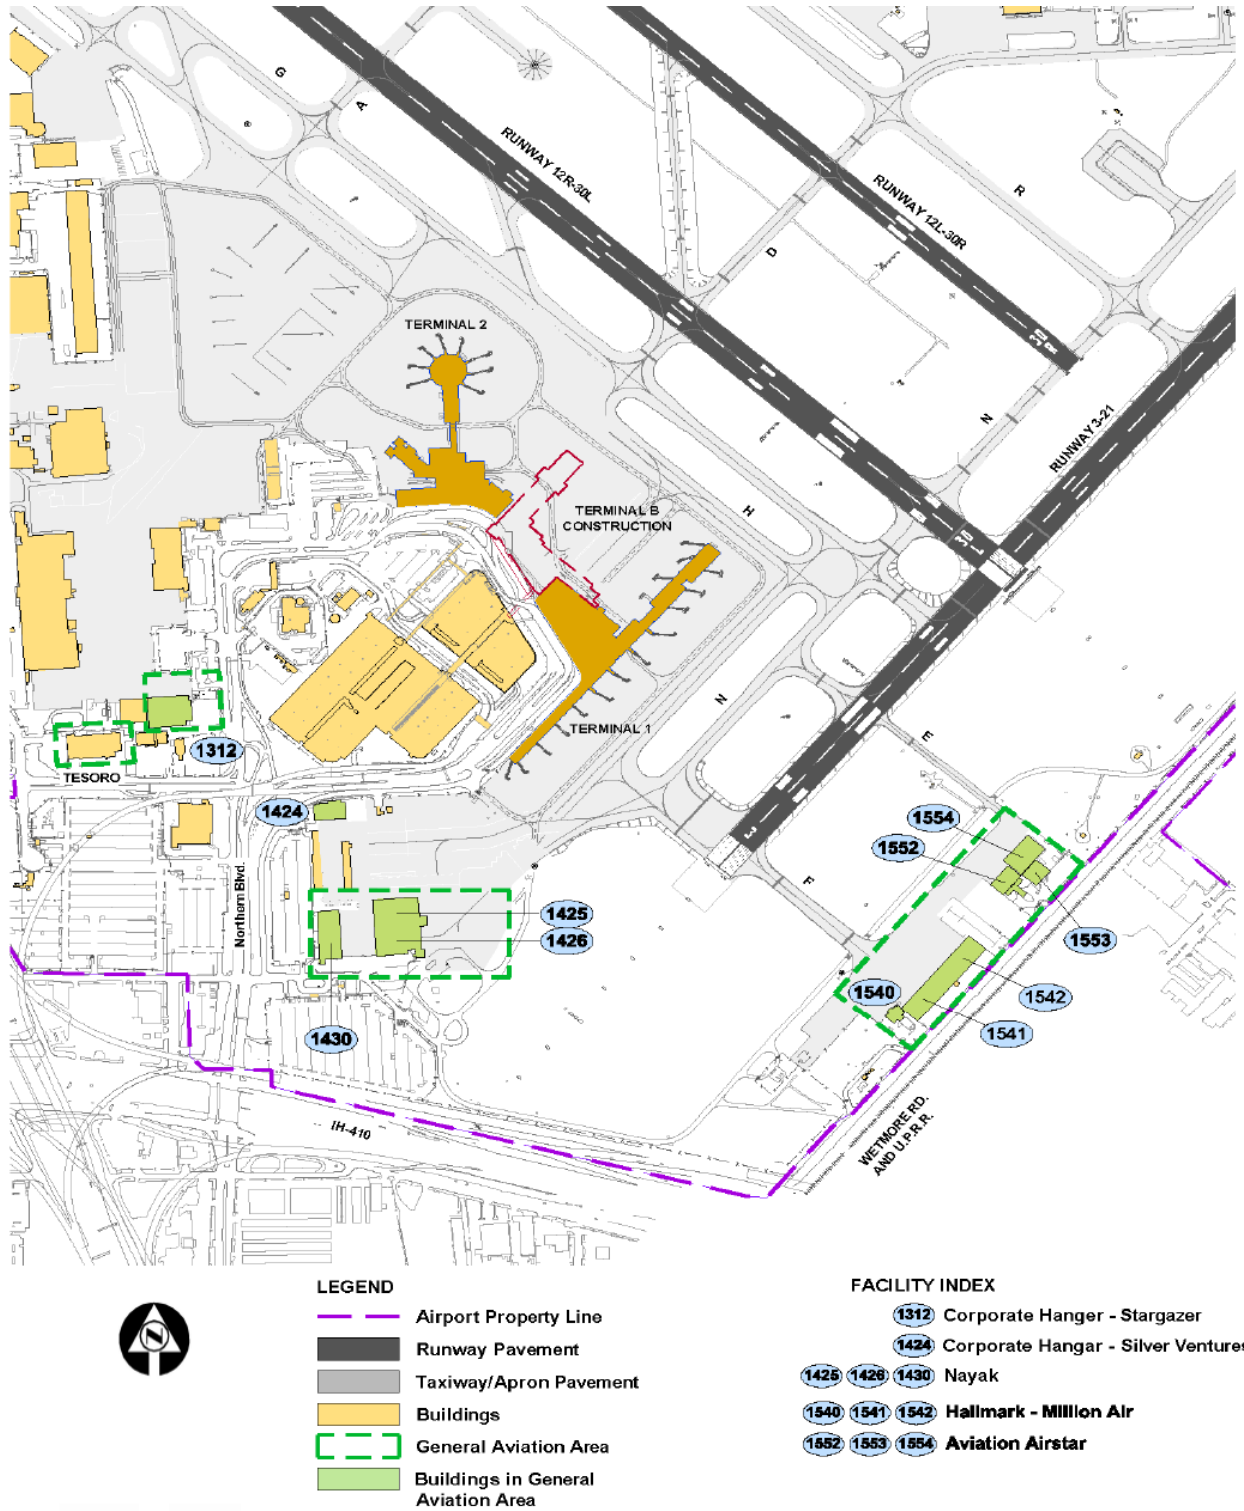 G
A
RUNWAY 12R-30L
RUNWAY 12L-30R
R
D
TERMINAL 2
30
R
N
RUNWAY 3-21
TERMINAL B
CONSTRUCTION
H
30
L
N
TERMINAL 1
E
1312
TESORO
1424
3
1554
1552
Northern Blvd.
F
1425
1426
1553
1540
1542
1430
1541
IH-410
WETMORE RD.
AND U.P.R.R.
LEGEND
Airport Property Line
Runway Pavement
Taxiway/Apron Pavement
Buildings
General Aviation Area
Buildings in General
Aviation Area
N
FACILITY INDEX
1312 Corporate Hanger - Stargazer
1424 Corporate Hangar - Silver Ventures
1425 1426 1430 Nayak
1540 1541 1542 Hallmark - Million Air
1552 1553 1554 Aviation Airstar